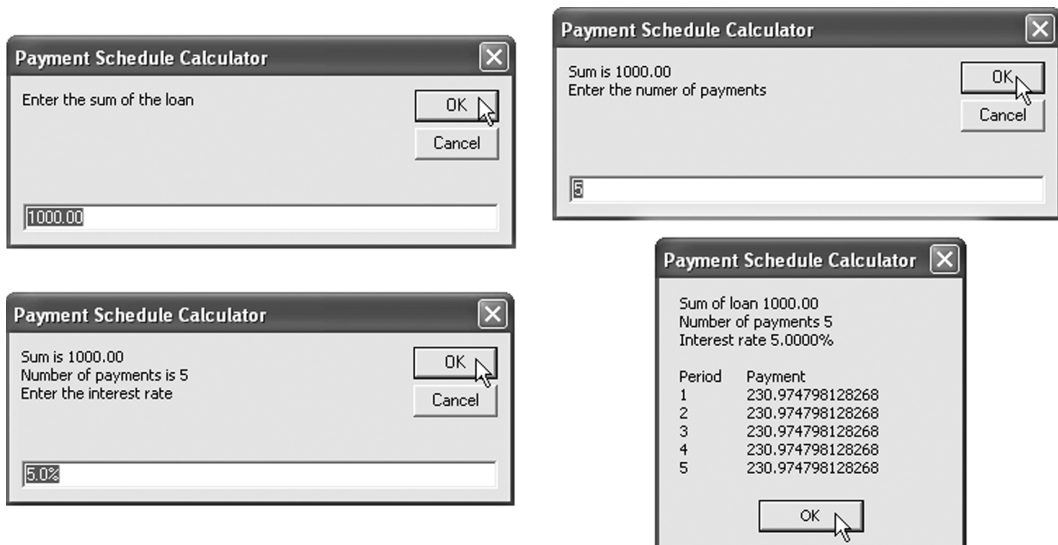 Payment Schedule Calculator
Enter the sum of the loan
OK
Cancel
1000.00
Payment Schedule Calculator
Sum is 1000.00
Enter the numer of payments
OK
Cancel
5
Payment Schedule Calculator
Sum is 1000.00
Number of payments is 5
Enter the interest rate
OK
Cancel
5.0%
Payment Schedule Calculator
Sum of loan 1000.00
Number of payments 5
Interest rate 5.0000%
Period Payment
1 230.974798128268
2 230.974798128268
3 230.974798128268
4 230.974798128268
5 230.974798128268
OK